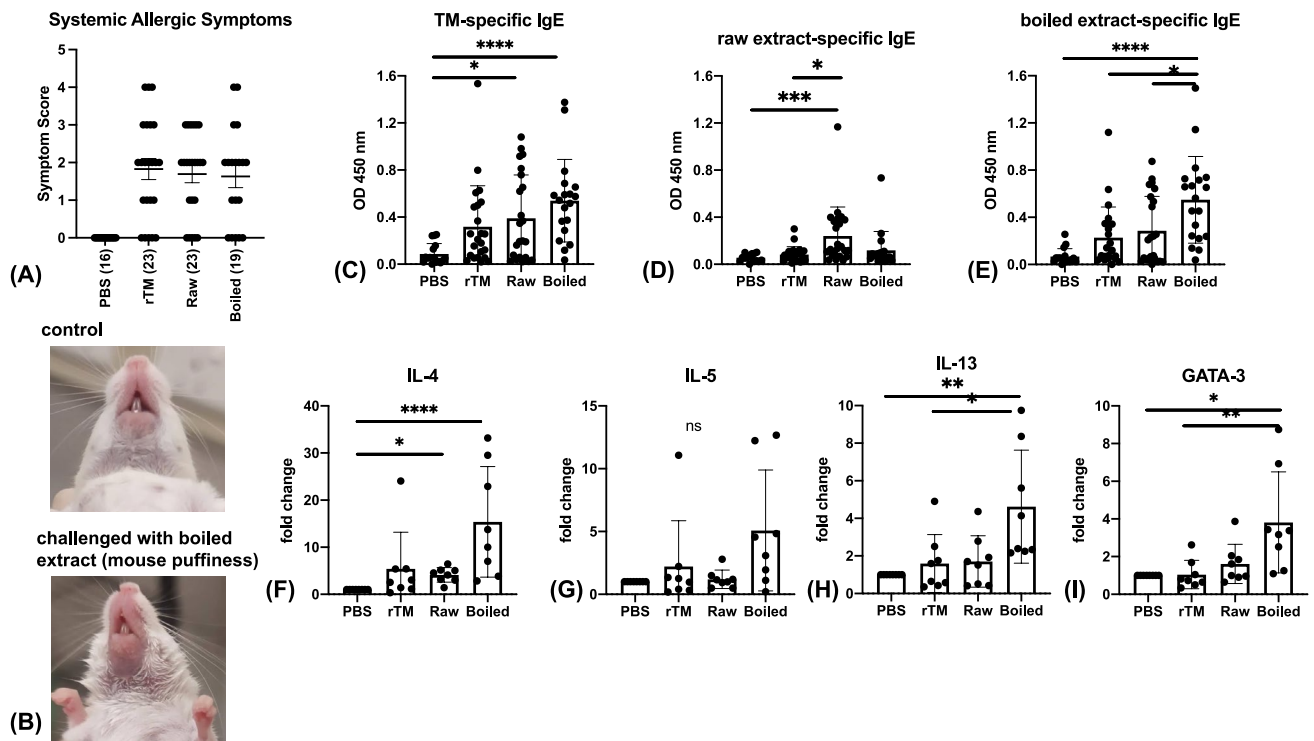 Systemic Allergic Symptoms
Symptom Score
5
4
3
2
1
0
PBS (16)
rTM (23)
Raw (23)
Boiled (19)
(A)
control
challenged with boiled
extract (mouse puffiness)
(B)
TM-specific IgE
****
*
OD 450 nm
1.6
1.2
0.8
0.4
0.0
PBS rTM Raw Boiled
(C)
raw extract-specific IgE
*
***
OD 450 nm
1.6
1.2
0.8
0.4
0.0
PBS rTM Raw Boiled
(D)
boiled extract-specific IgE
****
*
OD 450 nm
1.6
1.2
0.8
0.4
0.0
PBS rTM Raw Boiled
(E)
IL-4
****
*
fold change
40
30
20
10
0
PBS rTM Raw Boiled
(F)
IL-5
ns
fold change
15
10
5
0
PBS rTM Raw Boiled
(G)
IL-13
**
*
fold change
10
8
6
4
2
0
PBS rTM Raw Boiled
(H)
GATA-3
*
**
fold change
10
8
6
4
2
0
PBS rTM Raw Boiled
(I)